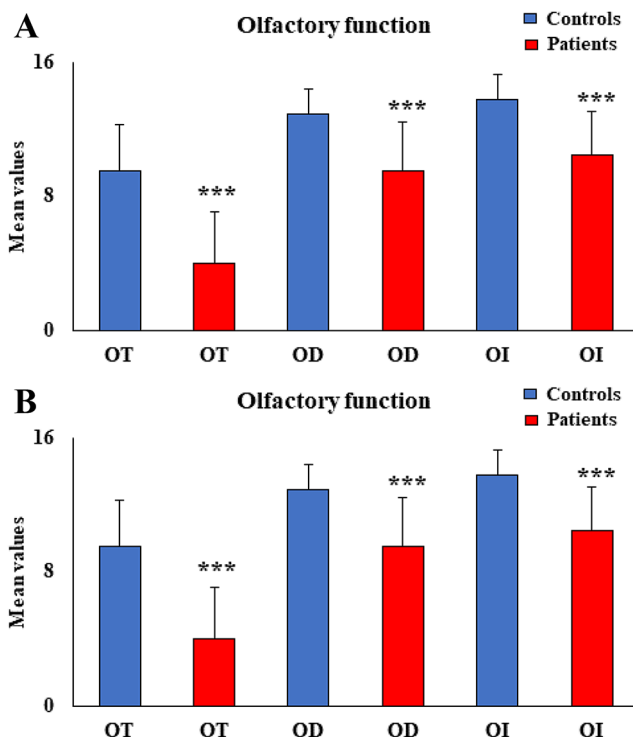 A
Olfactory function
Controls
Patients
16
8
0
Mean values
***
***
***
OT OT OD OD OI OI
B
Olfactory function
Controls
Patients
16
8
0
Mean values
***
***
***
OT OT OD OD OI OI